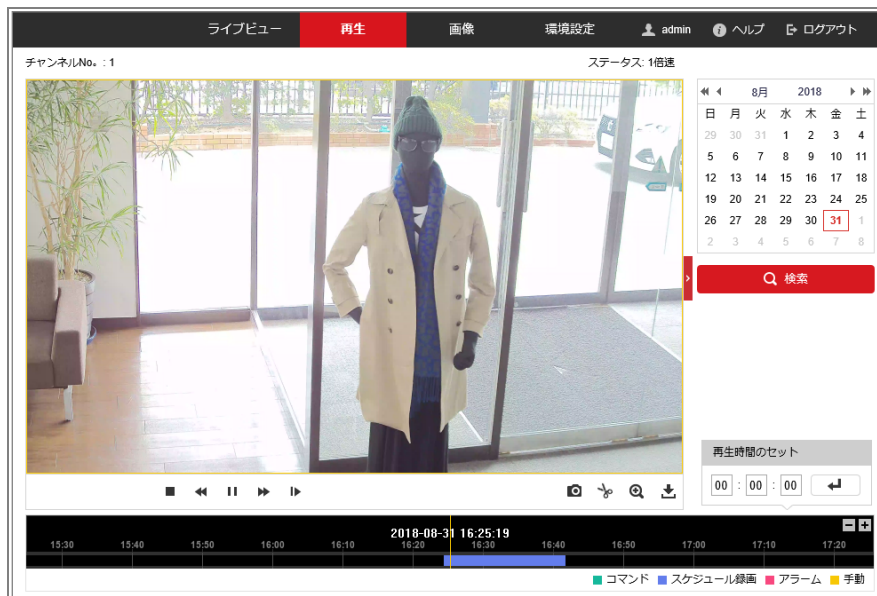 ライブビュー 再生 画像 環境設定 admin ヘルプ ログアウト
チャンネルNo。: 1 ステータス: 1倍速
8月 2018
日 月 火 水 木 金 土
29 30 31 1 2 3 4
5 6 7 8 9 10 11
12 13 14 15 16 17 18
19 20 21 22 23 24 25
26 27 28 29 30 31 1
2 3 4 5 6 7 8
検索
再生時間のセット
00 : 00 : 00
2018-08-31 16:25:19
15:30 15:40 15:50 16:00 16:10 16:20 16:30 16:40 16:50 17:00 17:10 17:20
コマンド スケジュール録画 アラーム 手動